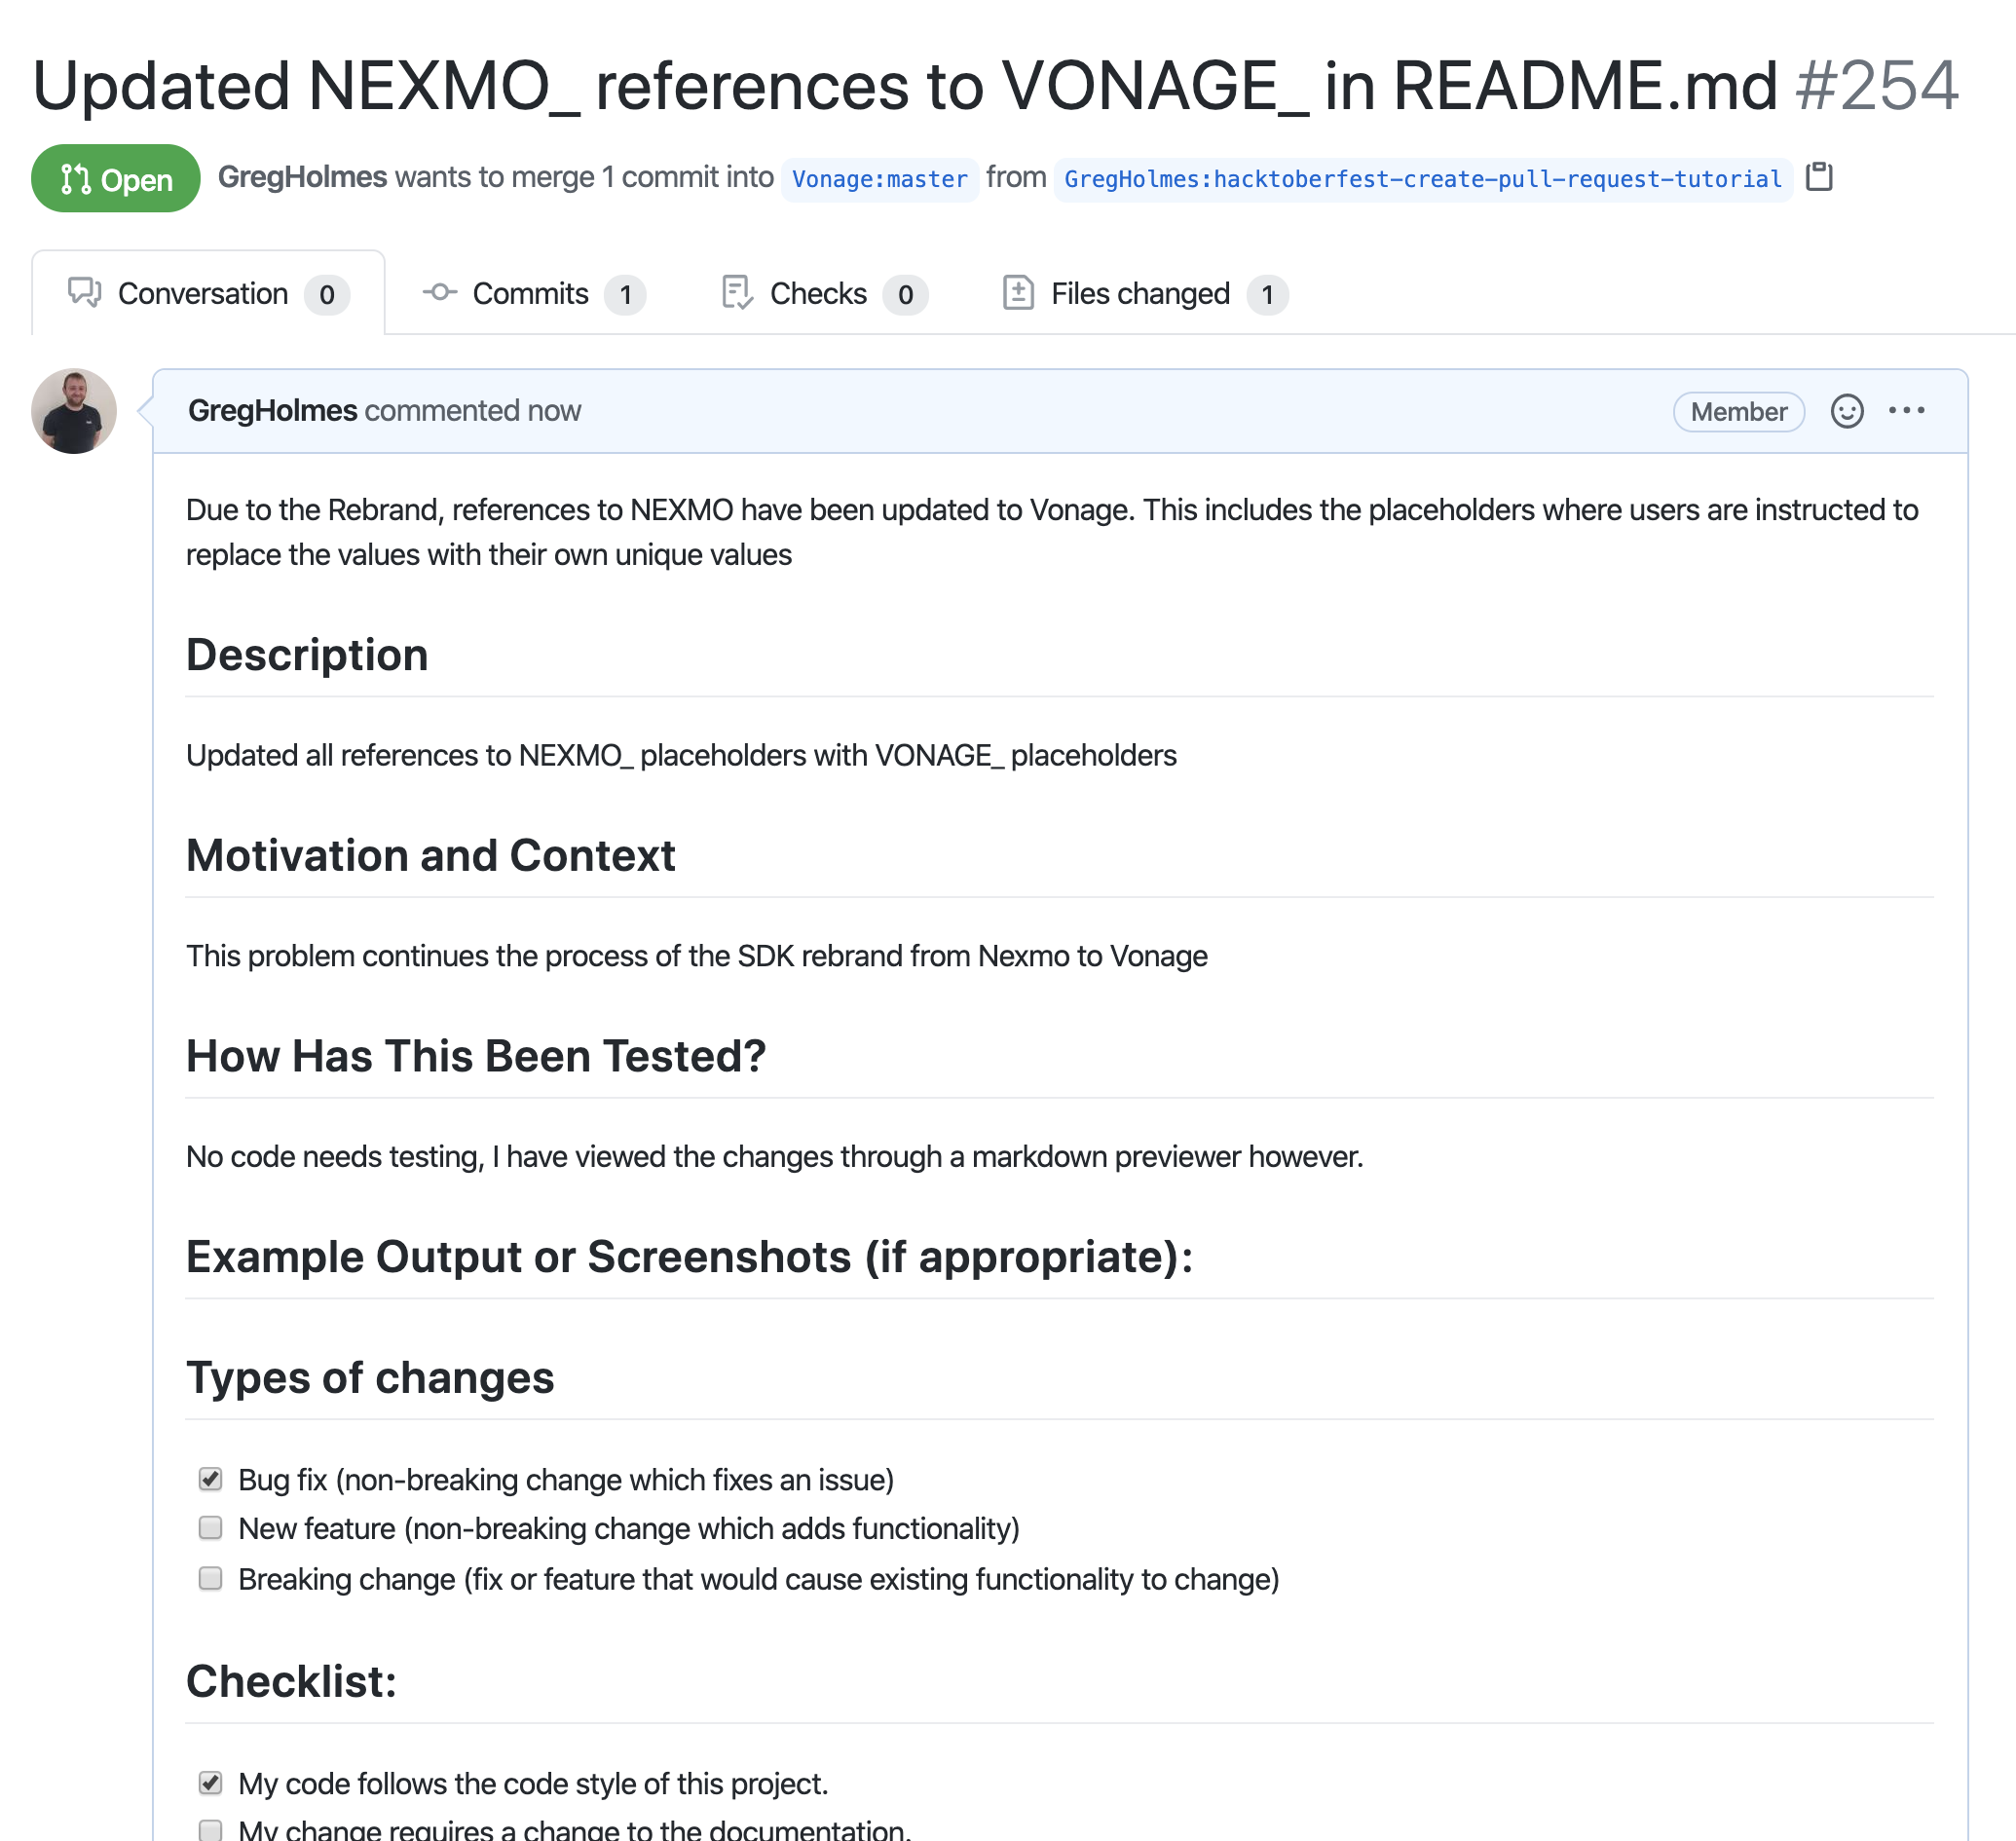 Updated NEXMO_ references to VONAGE_ in README.md #254
Open GregHolmes wants to merge 1 commit into Vonage:master from GregHolmes:hacktoberfest-create-pull-request-tutorial
Conversation 0 Commits 1 Checks 0 Files changed 1
GregHolmes commented now Member
Due to the Rebrand, references to NEXMO have been updated to Vonage. This includes the placeholders where users are instructed to
replace the values with their own unique values
Description
Updated all references to NEXMO_ placeholders with VONAGE_ placeholders
Motivation and Context
This problem continues the process of the SDK rebrand from Nexmo to Vonage
How Has This Been Tested?
No code needs testing, I have viewed the changes through a markdown previewer however.
Example Output or Screenshots (if appropriate):
Types of changes
Bug fix (non-breaking change which fixes an issue)
New feature (non-breaking change which adds functionality)
Breaking change (fix or feature that would cause existing functionality to change)
Checklist:
My code follows the code style of this project.
My change requires a change to the documentation.